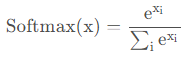 Softmax(x) = e^{x_i} / ∑_i e^{x_i}